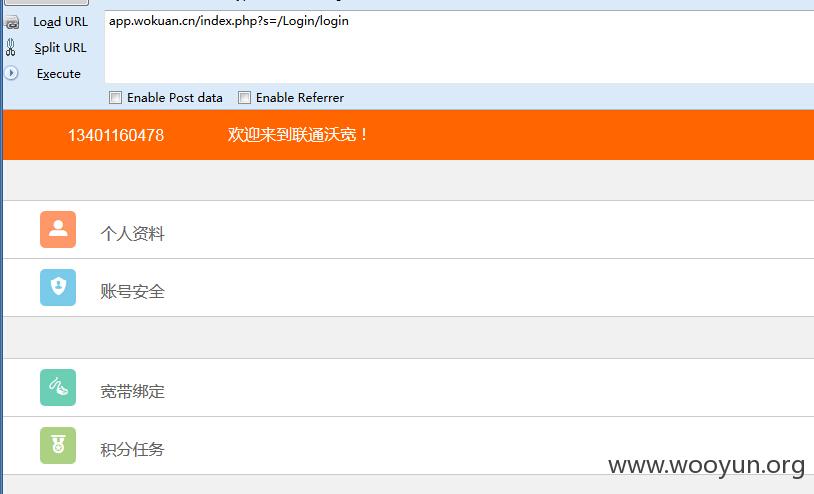 Load URL
app.wokuan.cn/index.php?s=/Login/login
Split URL
Execute
Enable Post data Enable Referrer
13401160478 欢迎来到联通沃宽！
个人资料
账号安全
宽带绑定
积分任务
www.wooyun.org